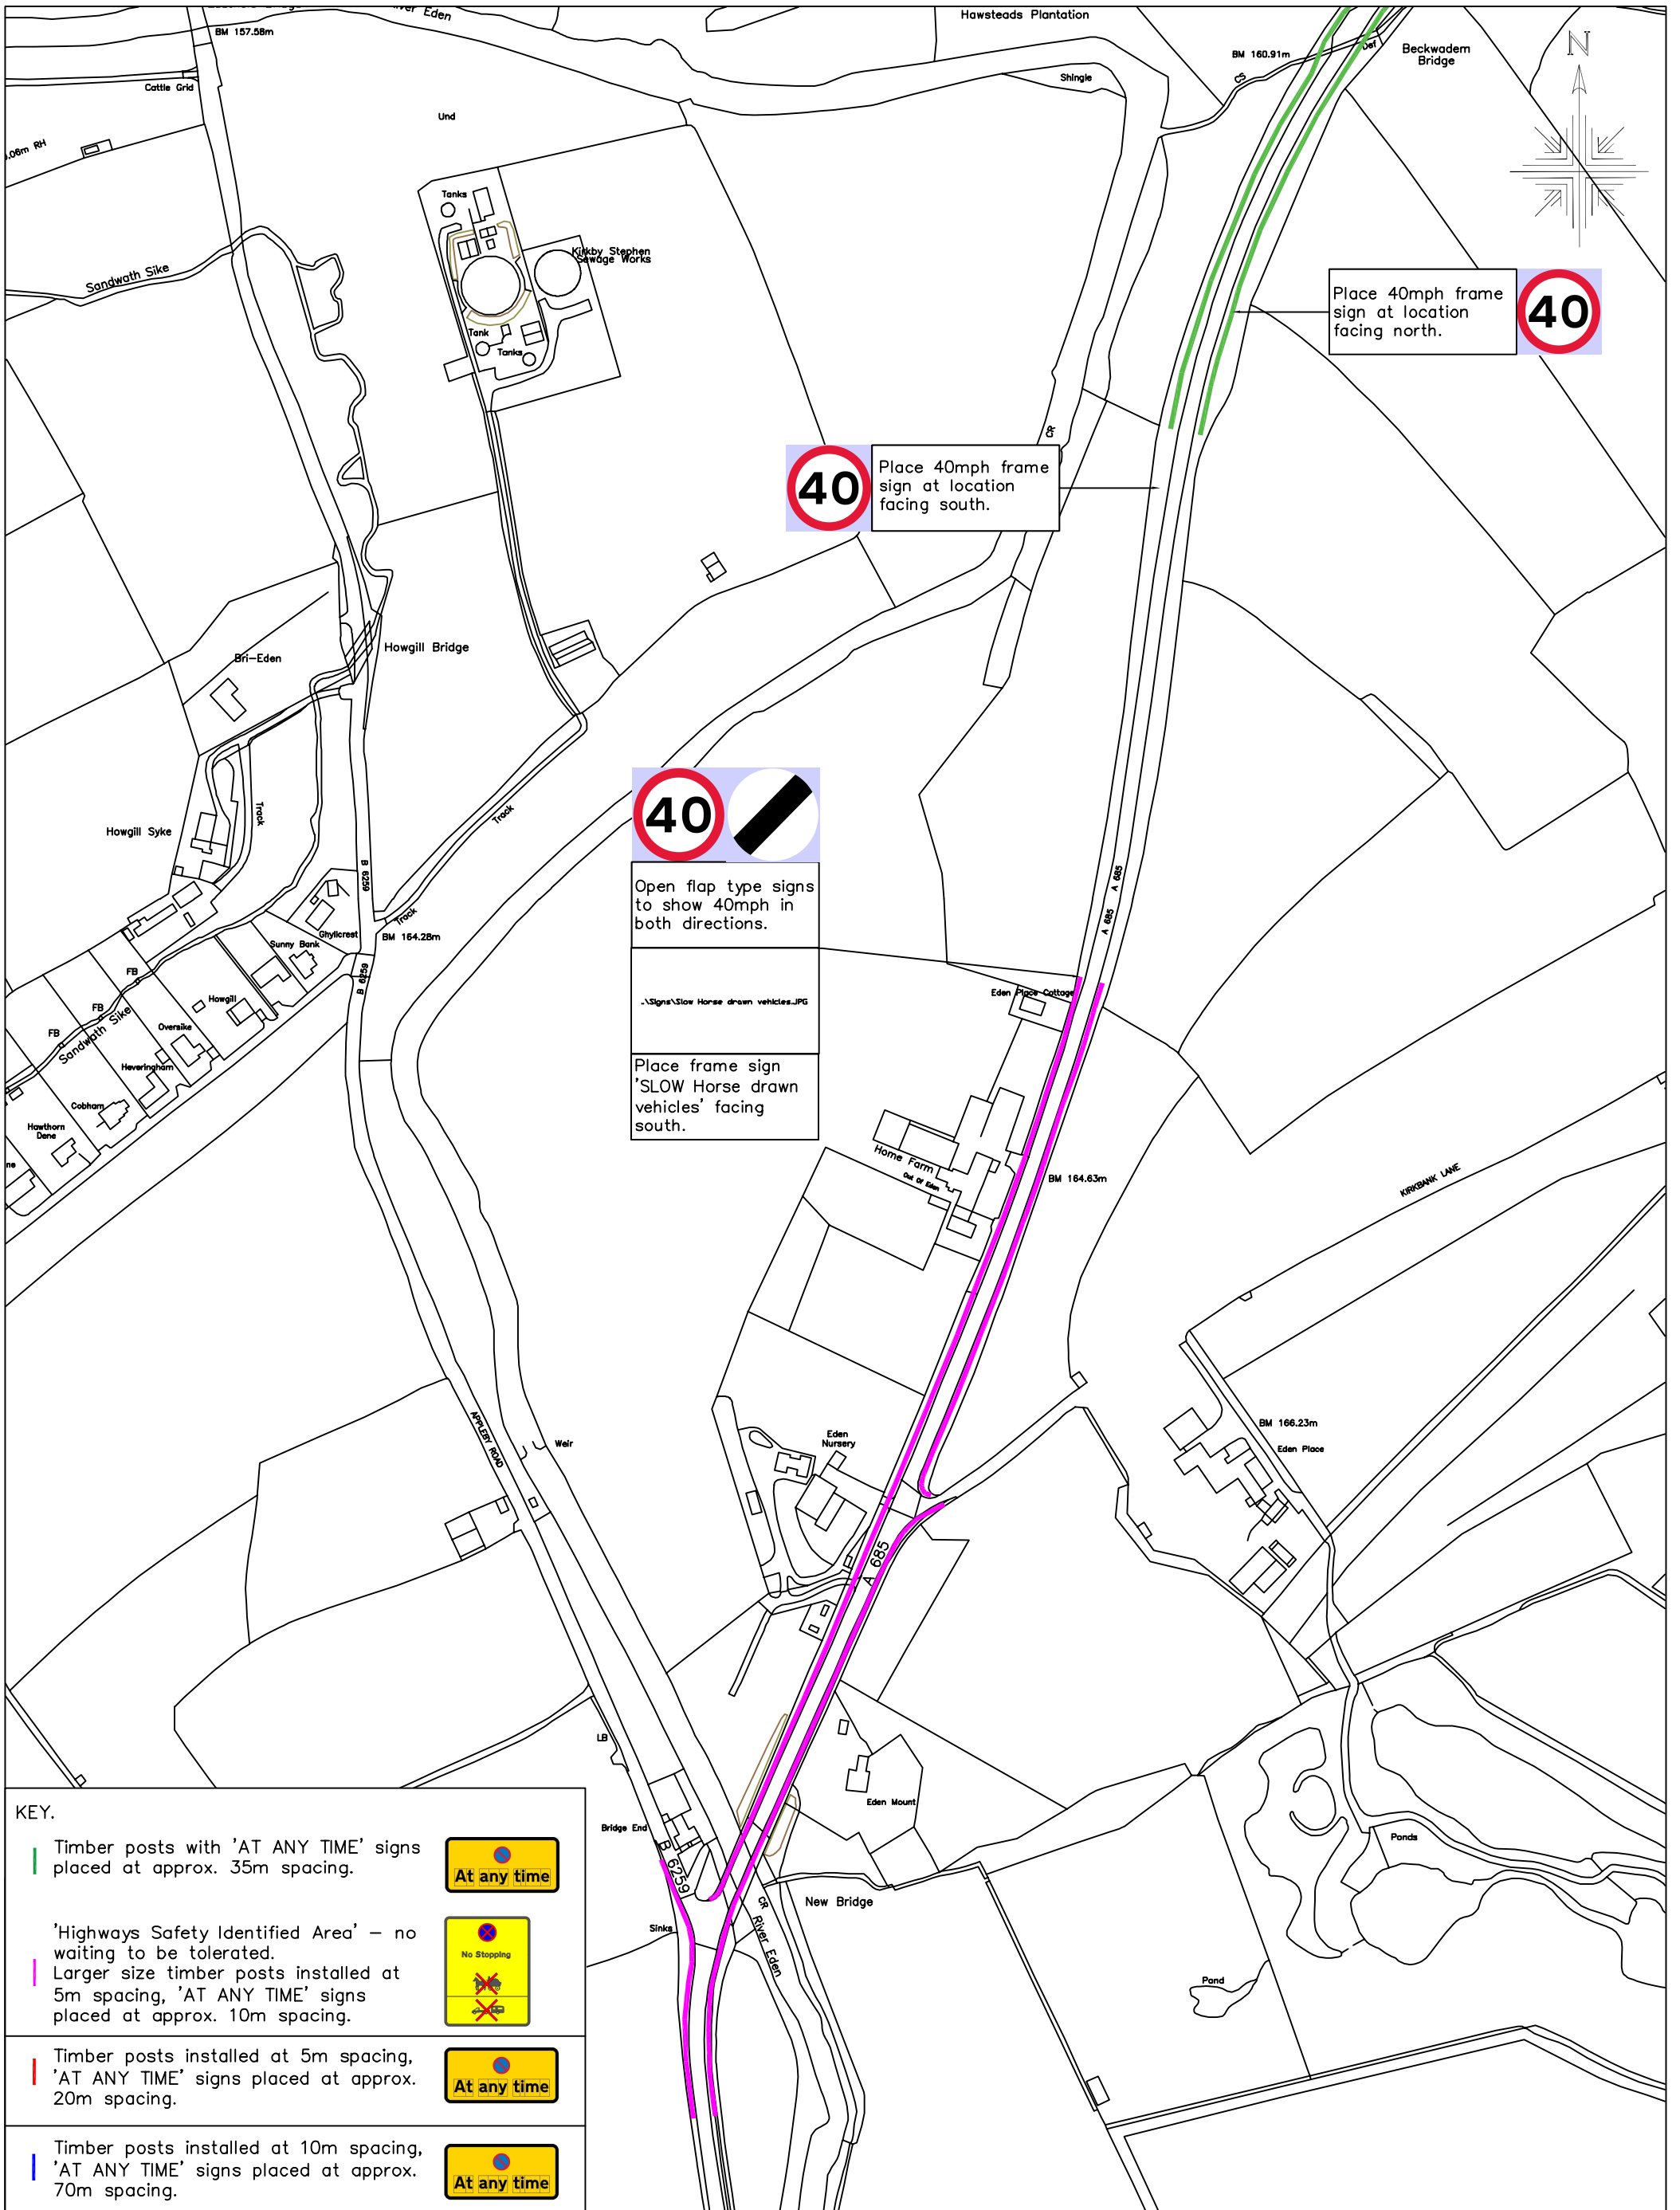 River Eden
BM 157.58m
Hawsteads Plantation
BM 160.91m
Def
Beckwadem
Bridge
N
Cattle Grid
Shingle
CS
Und
.06m RH
Tanks
Kirkby Stephen
Sewage Works
Sandwath Sike
Tank
Tanks
Place 40mph frame
sign at location
facing north.
40
CR
40
Place 40mph frame
sign at location
facing south.
Howgill Bridge
Bri-Eden
Howgill Syke
Track
Track
Track
B 6259
B 6259
BM 164.28m
Ghyllcrest
Sunny Bank
FB
FB
FB
Howgill
Sandwath Sike
Oversike
Heveringham
Cobham
Hawthorn
Dene
ne
40
Open flap type signs
to show 40mph in
both directions.
..\Signs\Slow Horse drawn vehicles.JPG
Place frame sign
'SLOW Horse drawn
vehicles' facing
south.
A 685
A 685
Eden Place Cottage
Home Farm
Out Of Eden
BM 164.63m
KIRKBANK LANE
APPLEBY ROAD
Weir
Eden
Nursery
BM 166.23m
Eden Place
A 685
LB
Eden Mount
Bridge End
B 6259
Sinks
CR
River Eden
New Bridge
Ponds
Pond
KEY.
Timber posts with 'AT ANY TIME' signs
placed at approx. 35m spacing.
At any time
'Highways Safety Identified Area' – no
waiting to be tolerated.
Larger size timber posts installed at
5m spacing, 'AT ANY TIME' signs
placed at approx. 10m spacing.
No Stopping
Timber posts installed at 5m spacing,
'AT ANY TIME' signs placed at approx.
20m spacing.
At any time
Timber posts installed at 10m spacing,
'AT ANY TIME' signs placed at approx.
70m spacing.
At any time